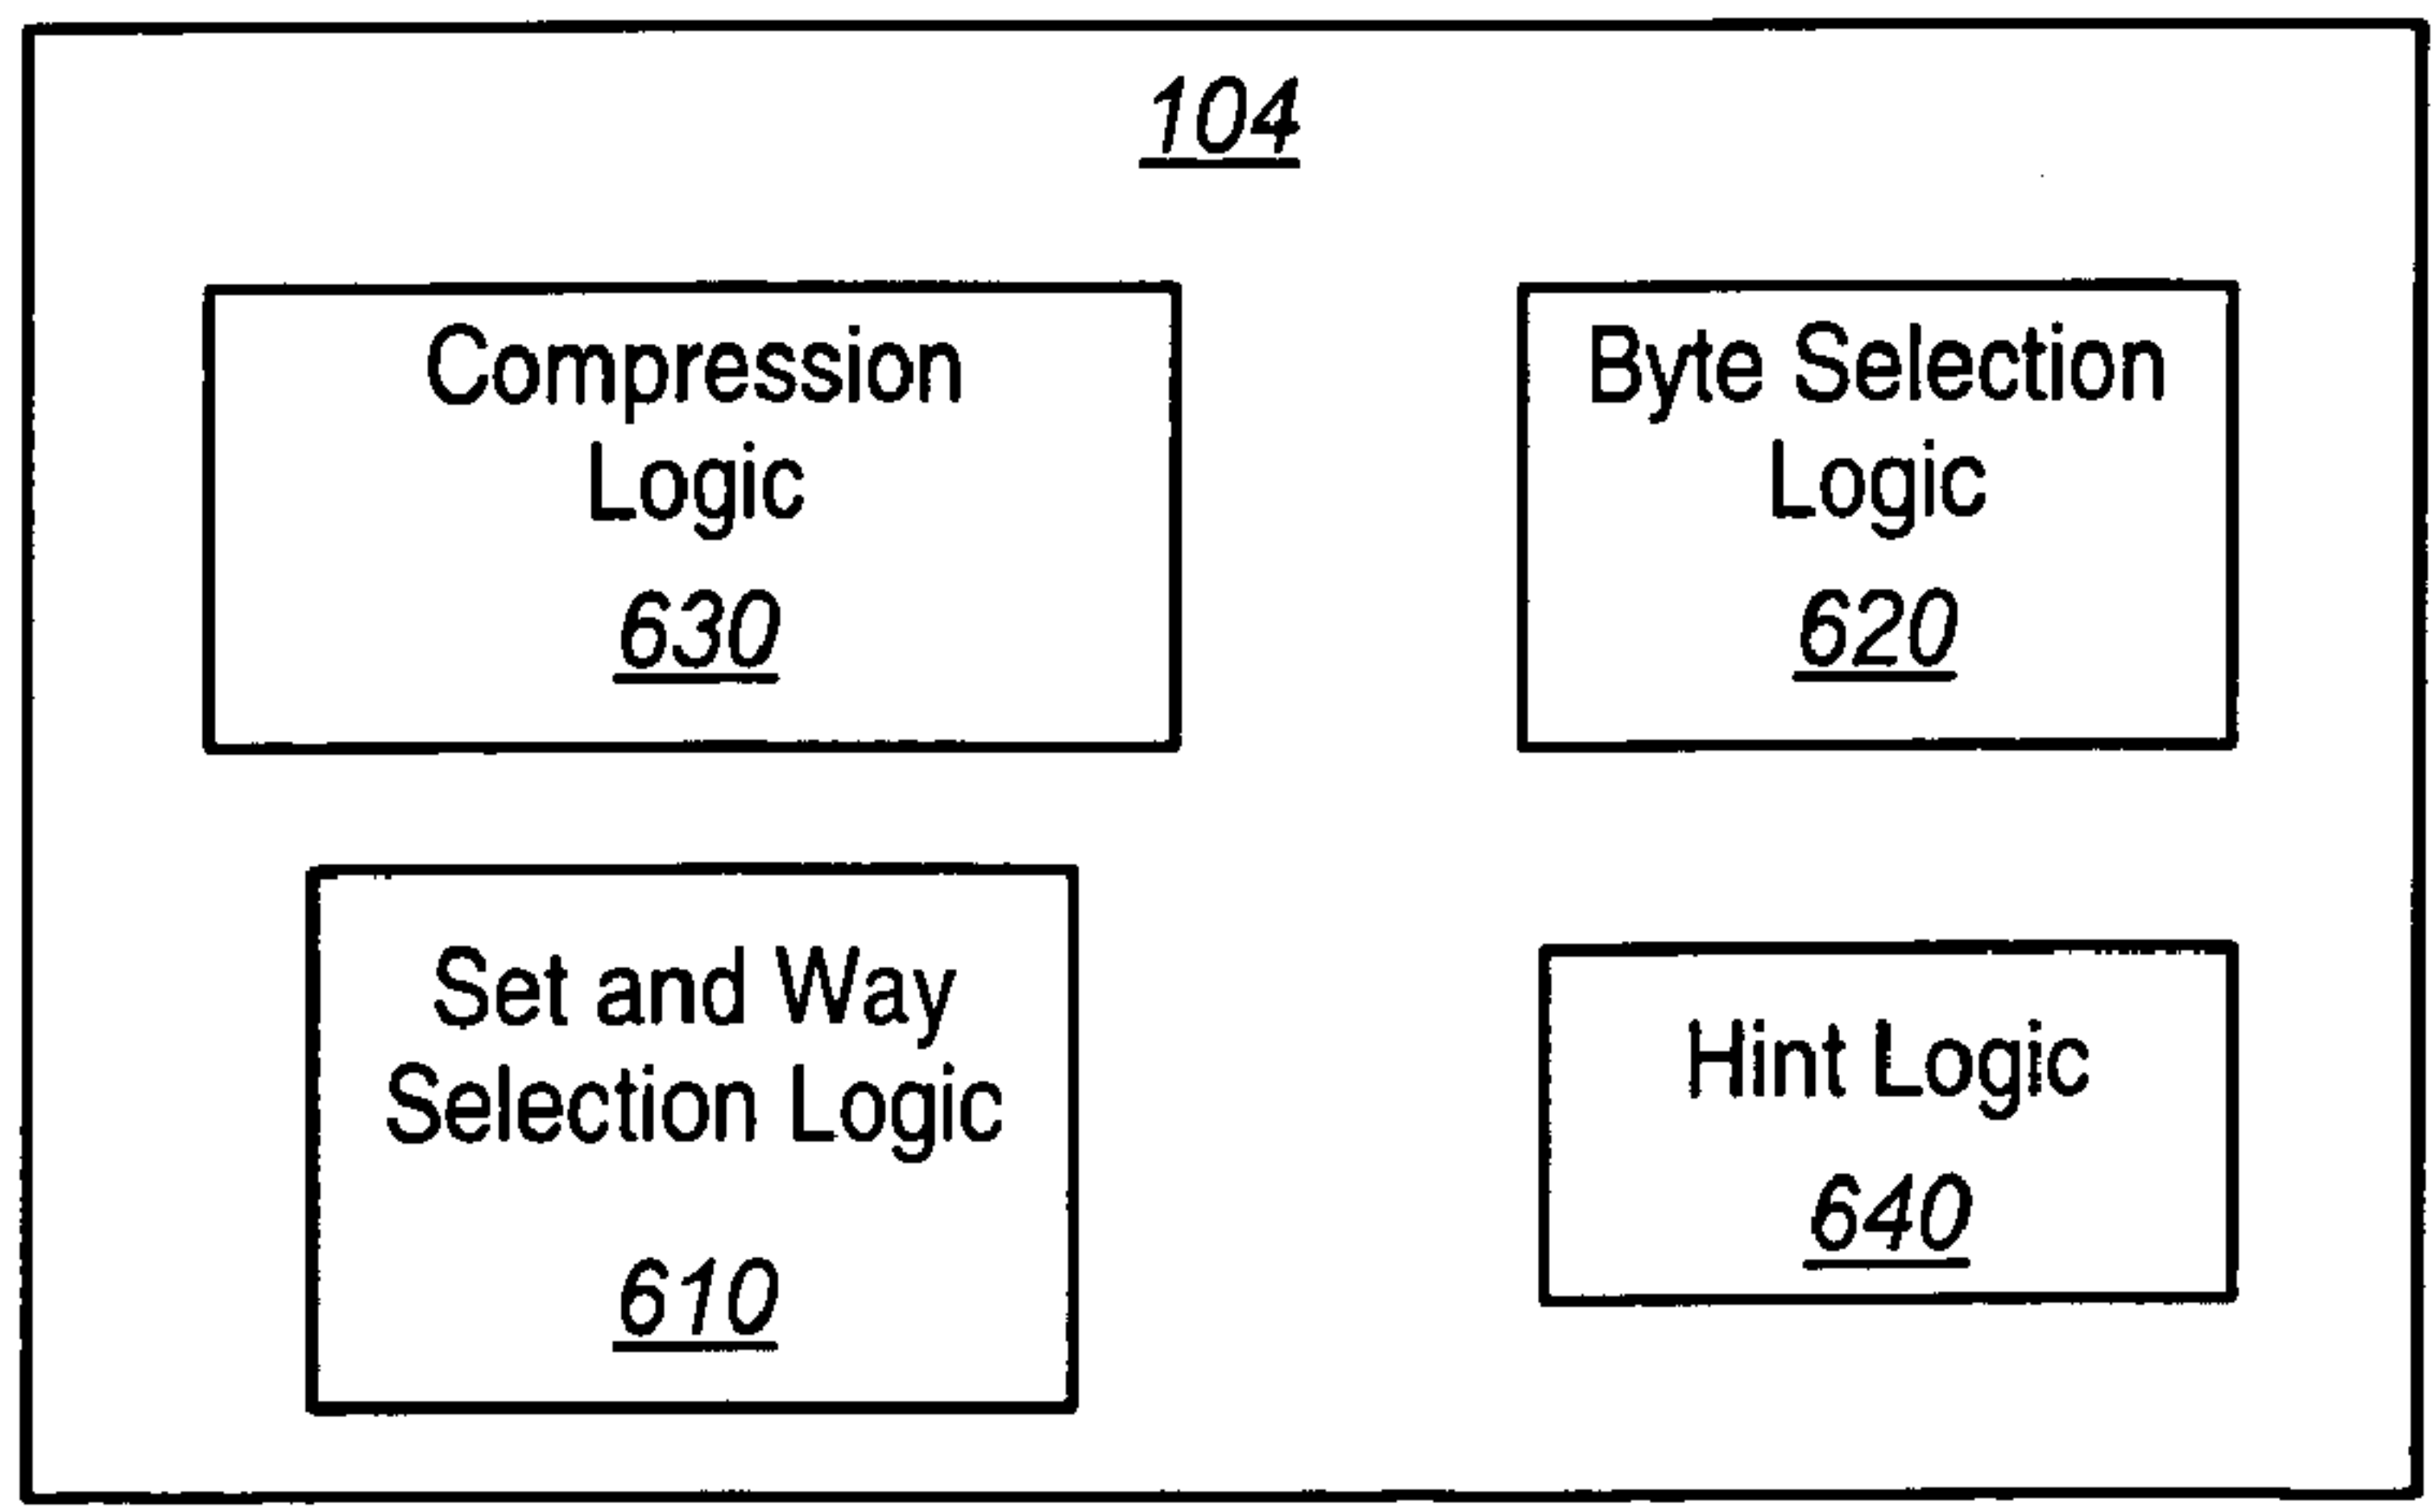 104
Compression
Logic
630
Byte Selection
Logic
620
Set and Way
Selection Logic
610
Hint Logic
640